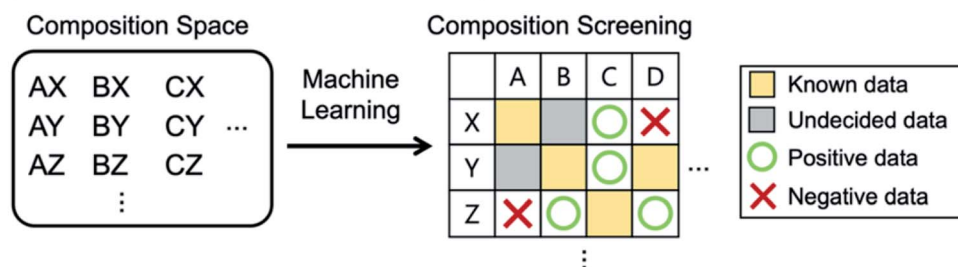 Composition Space
AX BX CX
AY BY CY ...
AZ BZ CZ
⋮
Machine
Learning
Composition Screening
A B C D
X
Y
...
Z
⋮
Known data
Undecided data
Positive data
Negative data